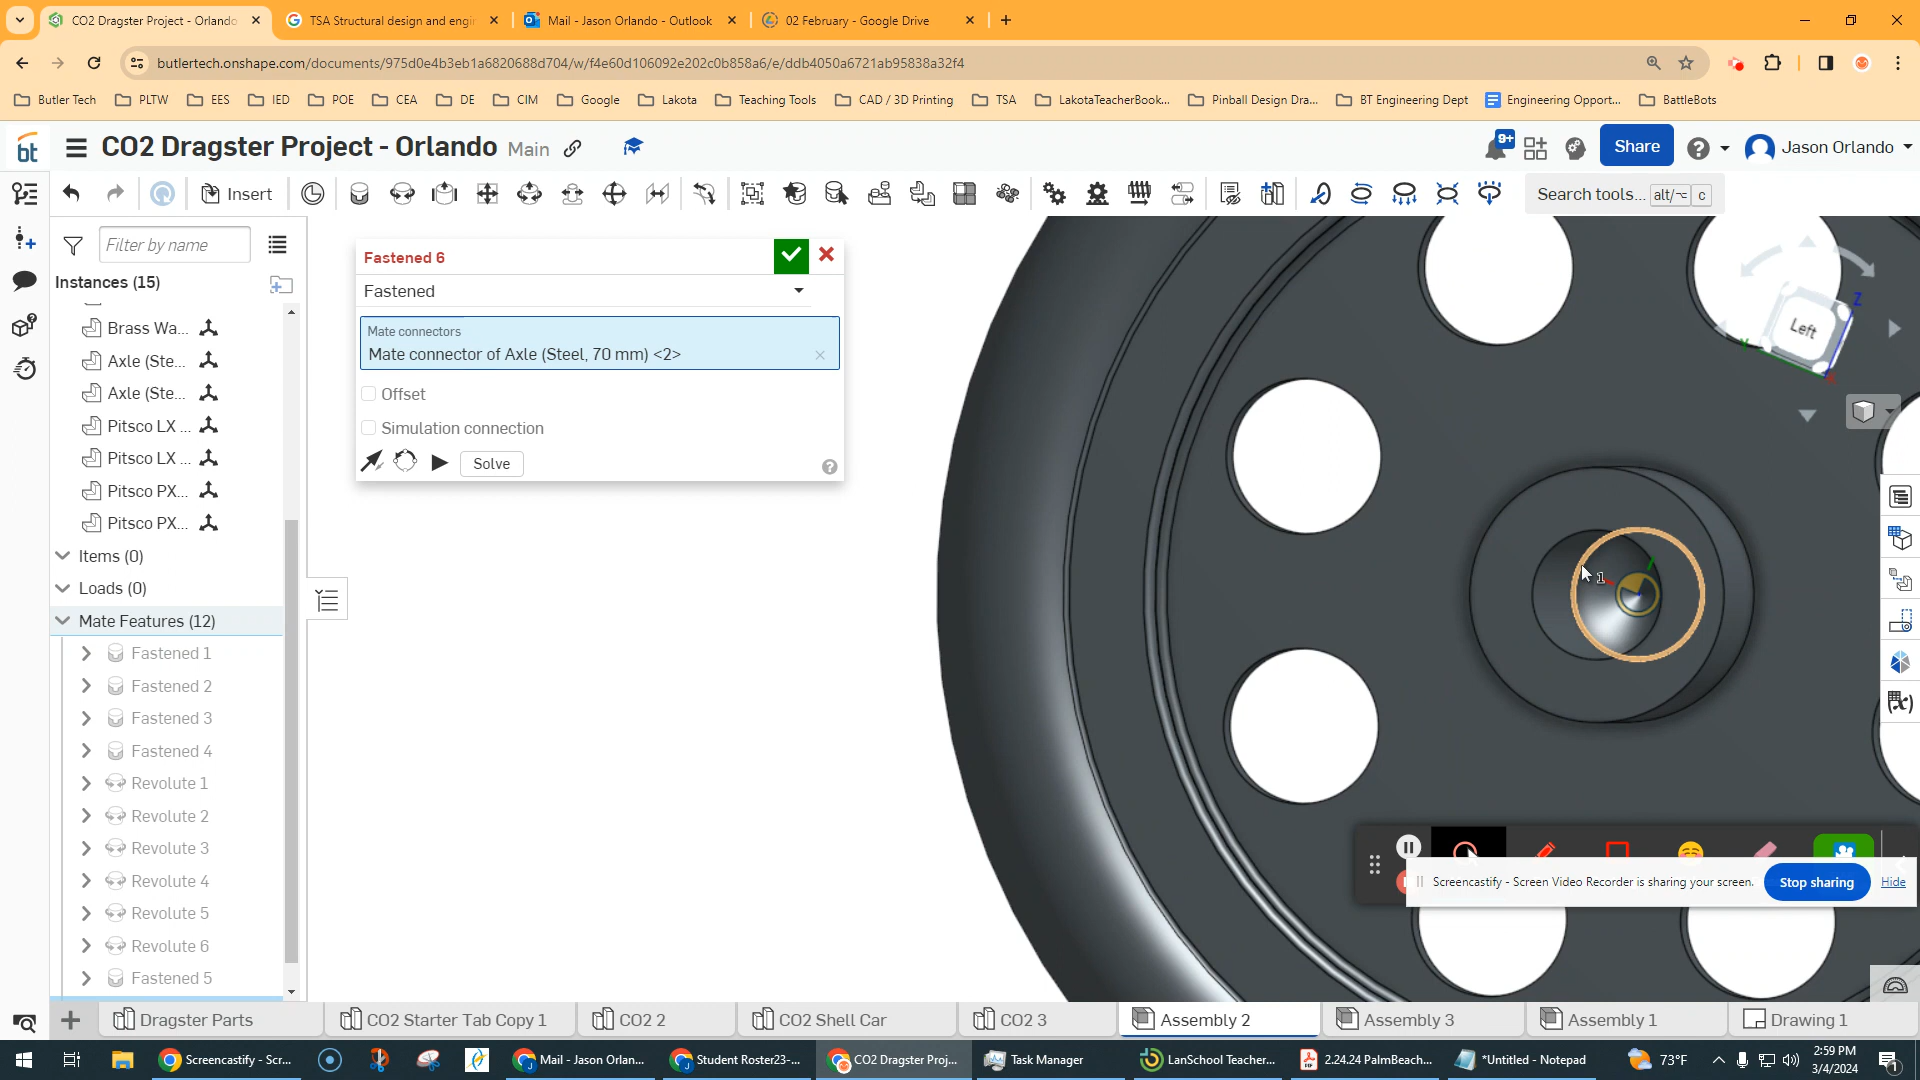 CO2 Dragster Project - Orlando
TSA Structural design and engin
Mail - Jason Orlando - Outlook
02 February - Google Drive
butlertech.onshape.com/documents/975d0e4b3eb1a6820688d704/w/f4e60d106092e202c0b858a6/e/ddb4050a6721ab95838a32f4
Butler Tech
PLTW
EES
IED
POE
CEA
DE
CIM
Google
Lakota
Teaching Tools
CAD / 3D Printing
TSA
LakotaTeacherBook...
Pinball Design Dra...
BT Engineering Dept
Engineering Opport...
BattleBots
bt
CO2 Dragster Project - Orlando Main
9+
Share
Jason Orlando
Insert
Search tools... alt/⌥ c
Filter by name
Instances (15)
Brass Wa...
Axle (Ste...
Axle (Ste...
Pitsco LX ...
Pitsco LX ...
Pitsco PX...
Pitsco PX...
Items (0)
Loads (0)
Mate Features (12)
Fastened 1
Fastened 2
Fastened 3
Fastened 4
Revolute 1
Revolute 2
Revolute 3
Revolute 4
Revolute 5
Revolute 6
Fastened 5
Fastened 6
Fastened
Mate connectors
Mate connector of Axle (Steel, 70 mm) <2>
Offset
Simulation connection
Solve
Left
Z
Y
X
1
(x)
Screencastify - Screen Video Recorder is sharing your screen.
Stop sharing
Hide
Dragster Parts
CO2 Starter Tab Copy 1
CO2 2
CO2 Shell Car
CO2 3
Assembly 2
Assembly 3
Assembly 1
Drawing 1
Screencastify - Scr...
Mail - Jason Orlan...
Student Roster23-...
CO2 Dragster Proj...
Task Manager
LanSchool Teacher...
2.24.24 PalmBeach...
*Untitled - Notepad
73°F
2:59 PM
3/4/2024
1